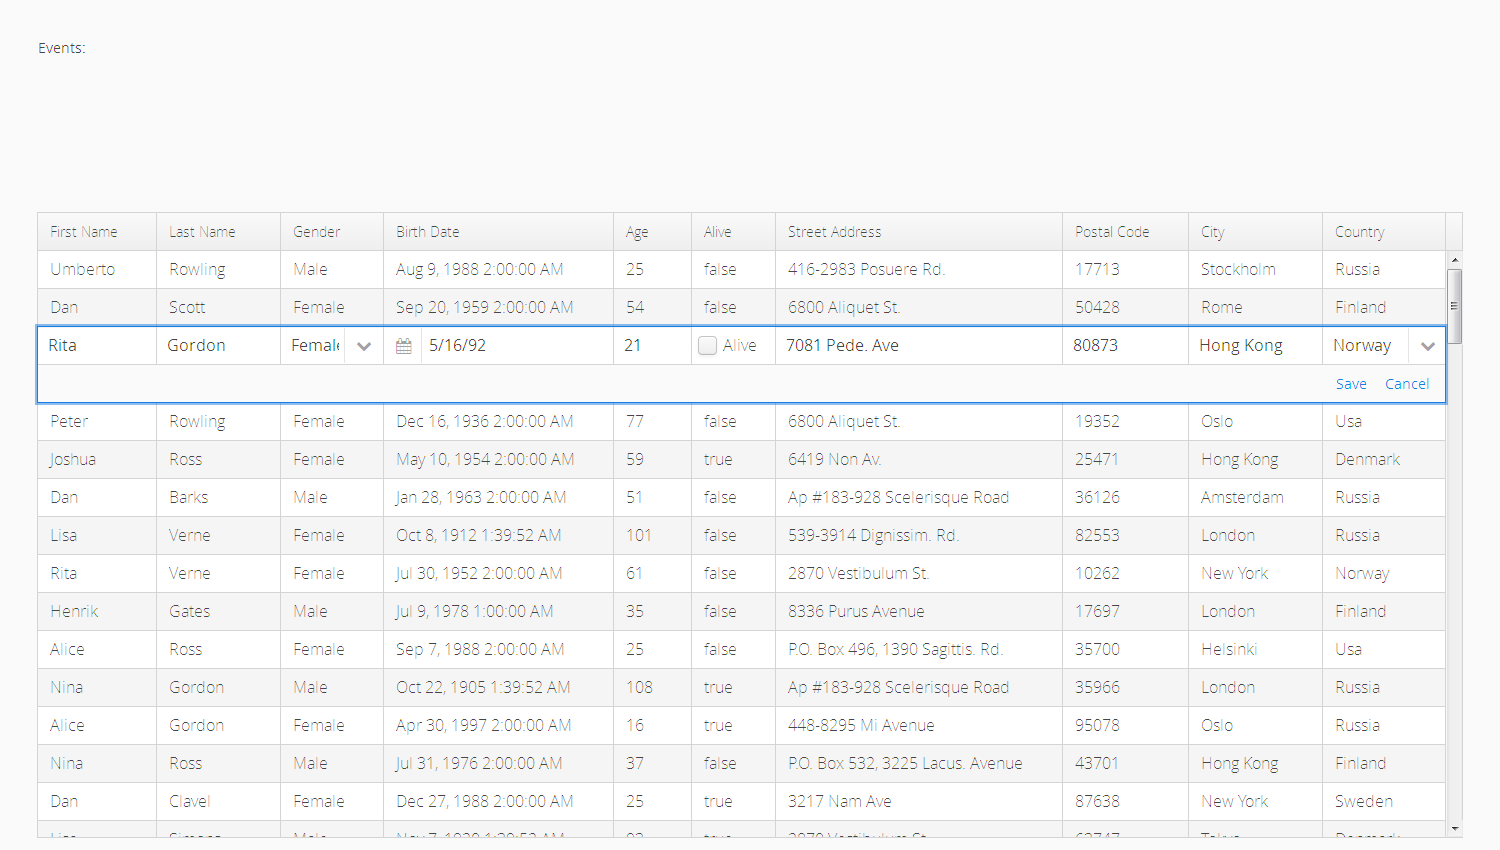 Events:
First Name Last Name Gender Birth Date Age Alive Street Address Postal Code City Country
Umberto Rowling Male Aug 9, 1988 2:00:00 AM 25 false 416-2983 Posuere Rd. 17713 Stockholm Russia
Dan Scott Female Sep 20, 1959 2:00:00 AM 54 false 6800 Aliquet St. 50428 Rome Finland
Rita Gordon Female 5/16/92 21 Alive 7081 Pede. Ave 80873 Hong Kong Norway
Save Cancel
Peter Rowling Female Dec 16, 1936 2:00:00 AM 77 false 6800 Aliquet St. 19352 Oslo Usa
Joshua Ross Female May 10, 1954 2:00:00 AM 59 true 6419 Non Av. 25471 Hong Kong Denmark
Dan Barks Male Jan 28, 1963 2:00:00 AM 51 false Ap #183-928 Scelerisque Road 36126 Amsterdam Russia
Lisa Verne Female Oct 8, 1912 1:39:52 AM 101 false 539-3914 Dignissim. Rd. 82553 London Russia
Rita Verne Female Jul 30, 1952 2:00:00 AM 61 false 2870 Vestibulum St. 10262 New York Norway
Henrik Gates Male Jul 9, 1978 1:00:00 AM 35 false 8336 Purus Avenue 17697 London Finland
Alice Ross Female Sep 7, 1988 2:00:00 AM 25 false P.O. Box 496, 1390 Sagittis. Rd. 35700 Helsinki Usa
Nina Gordon Male Oct 22, 1905 1:39:52 AM 108 true Ap #183-928 Scelerisque Road 35966 London Russia
Alice Gordon Female Apr 30, 1997 2:00:00 AM 16 true 448-8295 Mi Avenue 95078 Oslo Russia
Nina Ross Male Jul 31, 1976 2:00:00 AM 37 false P.O. Box 532, 3225 Lacus. Avenue 43701 Hong Kong Finland
Dan Clavel Female Dec 27, 1988 2:00:00 AM 25 true 3217 Nam Ave 87638 New York Sweden